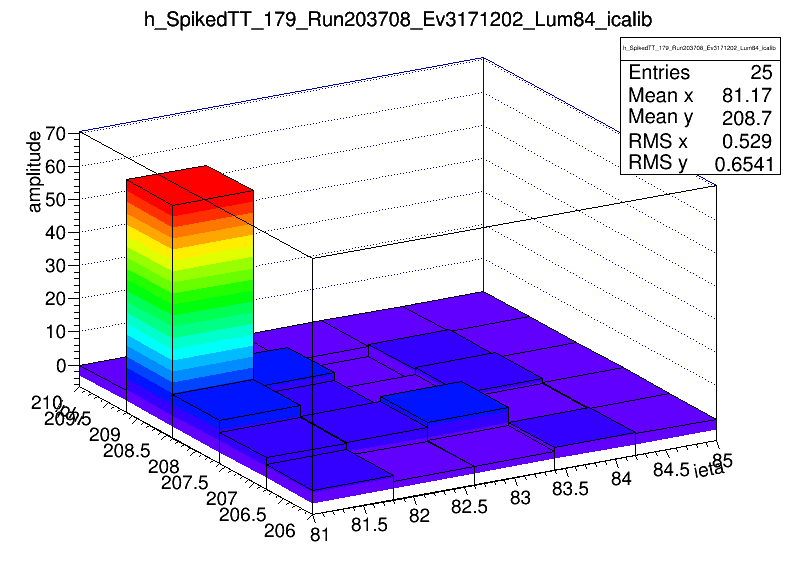 h_SpikedTT_179_Run203708_Ev3171202_Lum84_icalib
h_SpikedTT_179_Run203708_Ev3171202_Lum84_icalib
Entries 25
Mean x 81.17
Mean y 208.7
RMS x 0.529
RMS y 0.6541
amplitude
70
60
50
40
30
20
10
0
210
209.5
209
208.5
208
207.5
207
206.5
206
81
81.5
82
82.5
83
83.5
84
84.5
85
ieta